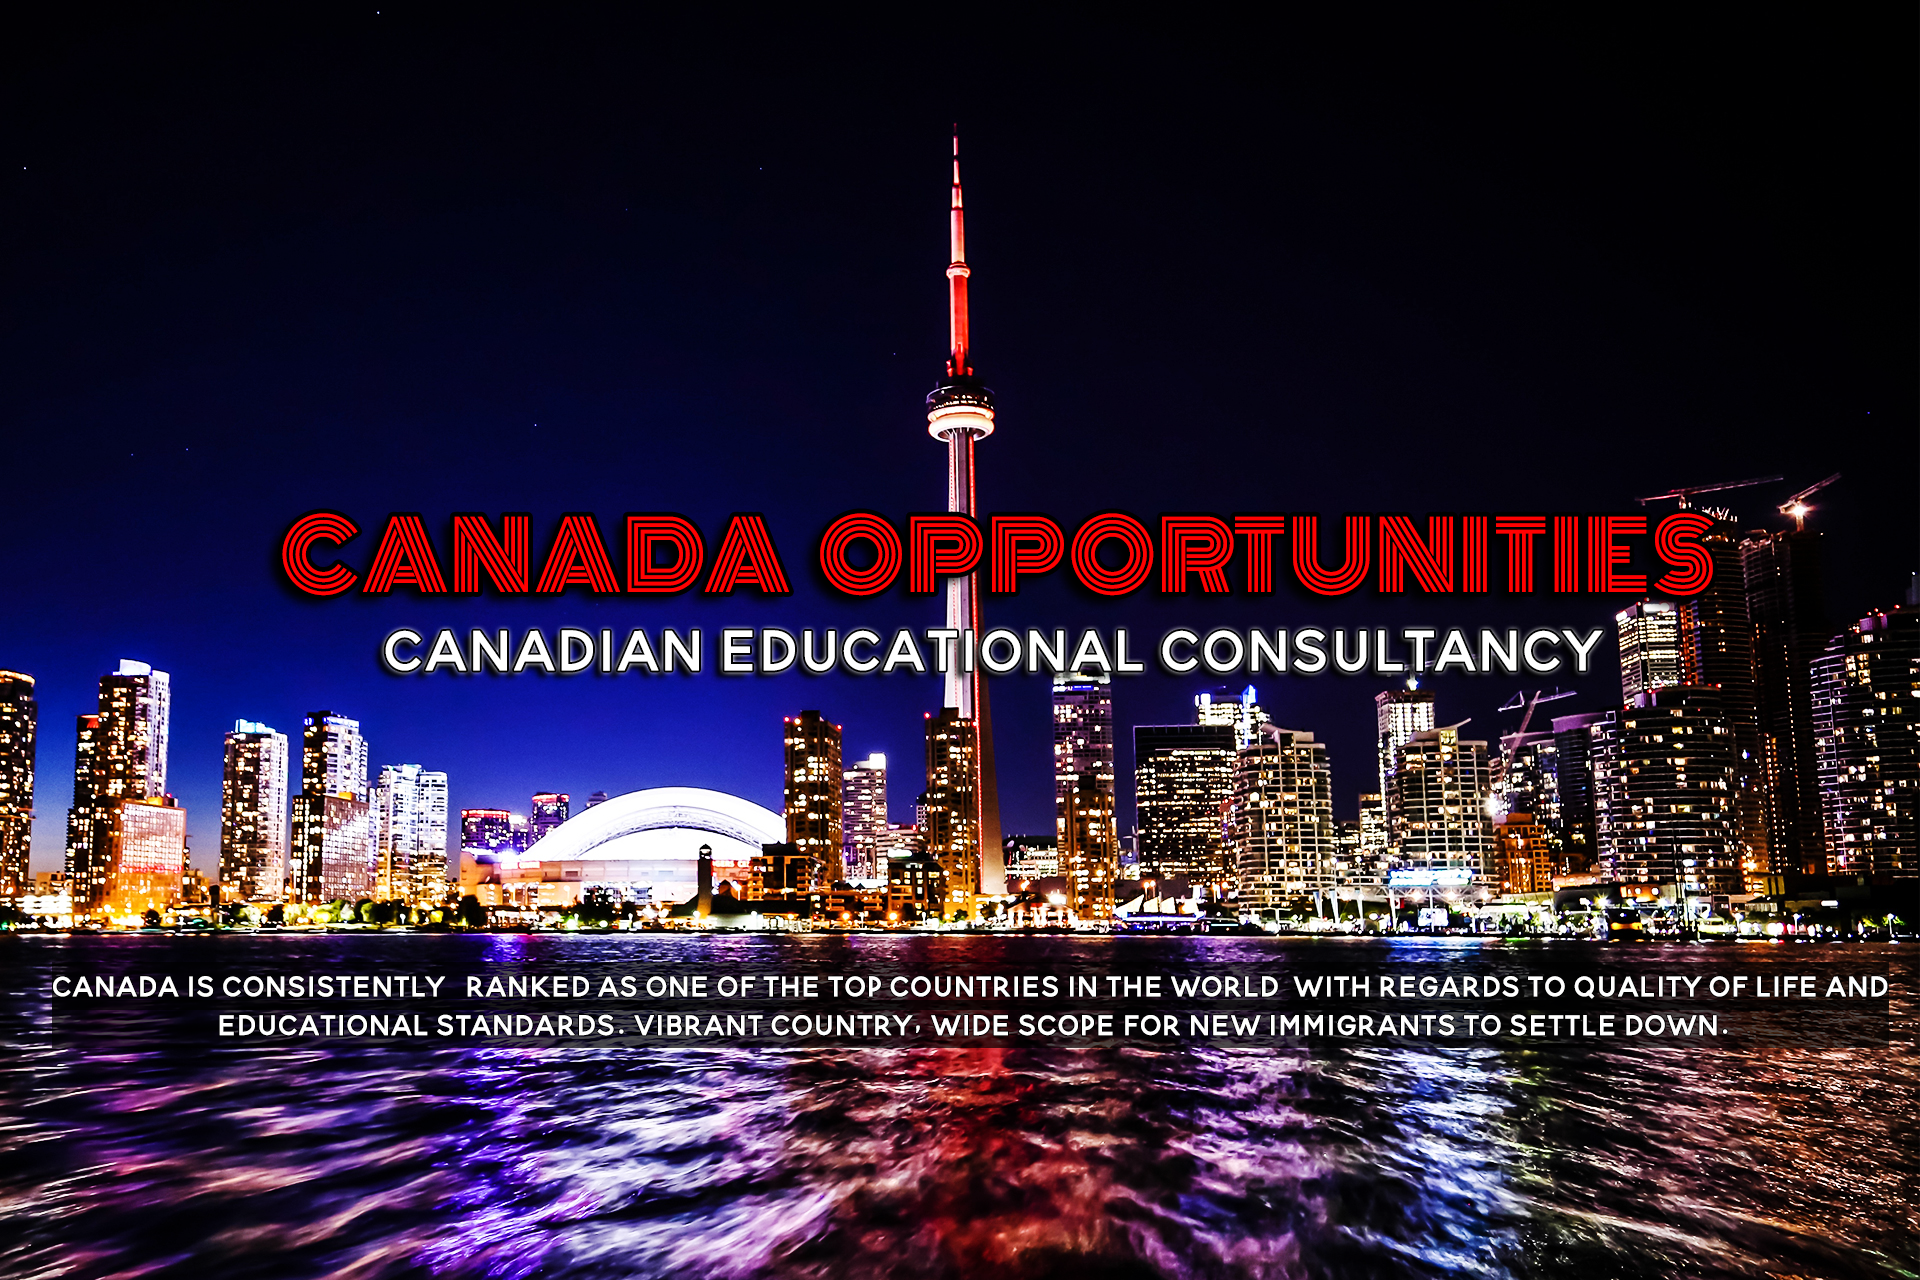 CANADA OPPORTUNITIES
CANADIAN EDUCATIONAL CONSULTANCY
CANADA IS CONSISTENTLY RANKED AS ONE OF THE TOP COUNTRIES IN THE WORLD WITH REGARDS TO QUALITY OF LIFE AND
EDUCATIONAL STANDARDS. VIBRANT COUNTRY, WIDE SCOPE FOR NEW IMMIGRANTS TO SETTLE DOWN.